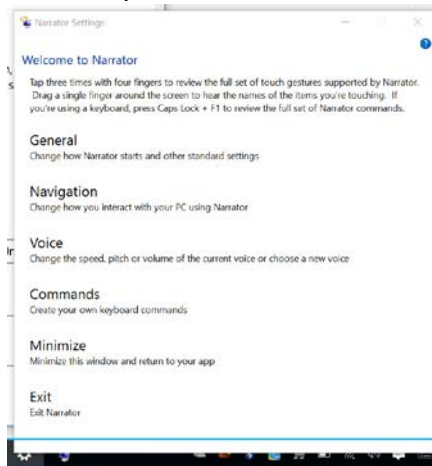 Narrator Settings
Welcome to Narrator
Tap three times with four fingers to review the full set of touch gestures supported by Narrator.
Drag a single finger around the screen to hear the names of the items you're touching. If
you're using a keyboard, press Caps Lock + F1 to review the full set of Narrator commands.
General
Change how Narrator starts and other standard settings
Navigation
Change how you interact with your PC using Narrator
Voice
Change the speed, pitch or volume of the current voice or choose a new voice
Commands
Create your own keyboard commands
Minimize
Minimize this window and return to your app
Exit
Exit Narrator